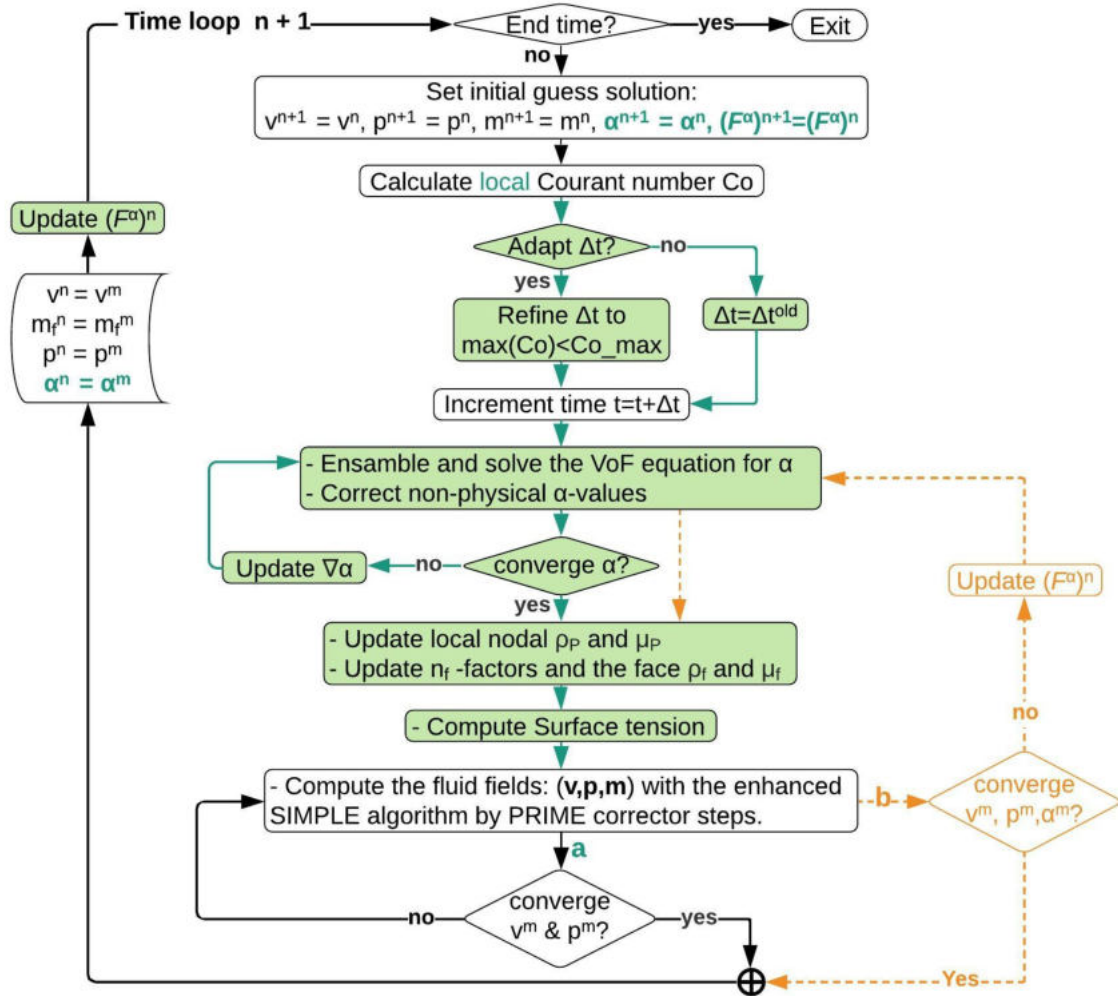 Time loop n + 1
End time?
yes
Exit
no
Set initial guess solution:
vⁿ⁺¹ = vⁿ, pⁿ⁺¹ = pⁿ, mⁿ⁺¹ = mⁿ, αⁿ⁺¹ = αⁿ, (Fᵅ)ⁿ⁺¹=(Fᵅ)ⁿ
Calculate local Courant number Co
Update (Fᵅ)ⁿ
Adapt Δt?
no
yes
vⁿ = vᵐ
m_fⁿ = m_fᵐ
pⁿ = pᵐ
αⁿ = αᵐ
Refine Δt to
max(Co)<Co_max
Δt=Δtᵒˡᵈ
Increment time t=t+Δt
- Ensamble and solve the VoF equation for α
- Correct non-physical α-values
Update ∇α
no
converge α?
yes
Update (Fᵅ)ⁿ
- Update local nodal ρ_P and μ_P
- Update n_f -factors and the face ρ_f and μ_f
- Compute Surface tension
no
- Compute the fluid fields: (v,p,m) with the enhanced
SIMPLE algorithm by PRIME corrector steps.
b
converge
vᵐ, pᵐ,αᵐ?
a
no
converge
vᵐ & pᵐ?
yes
Yes